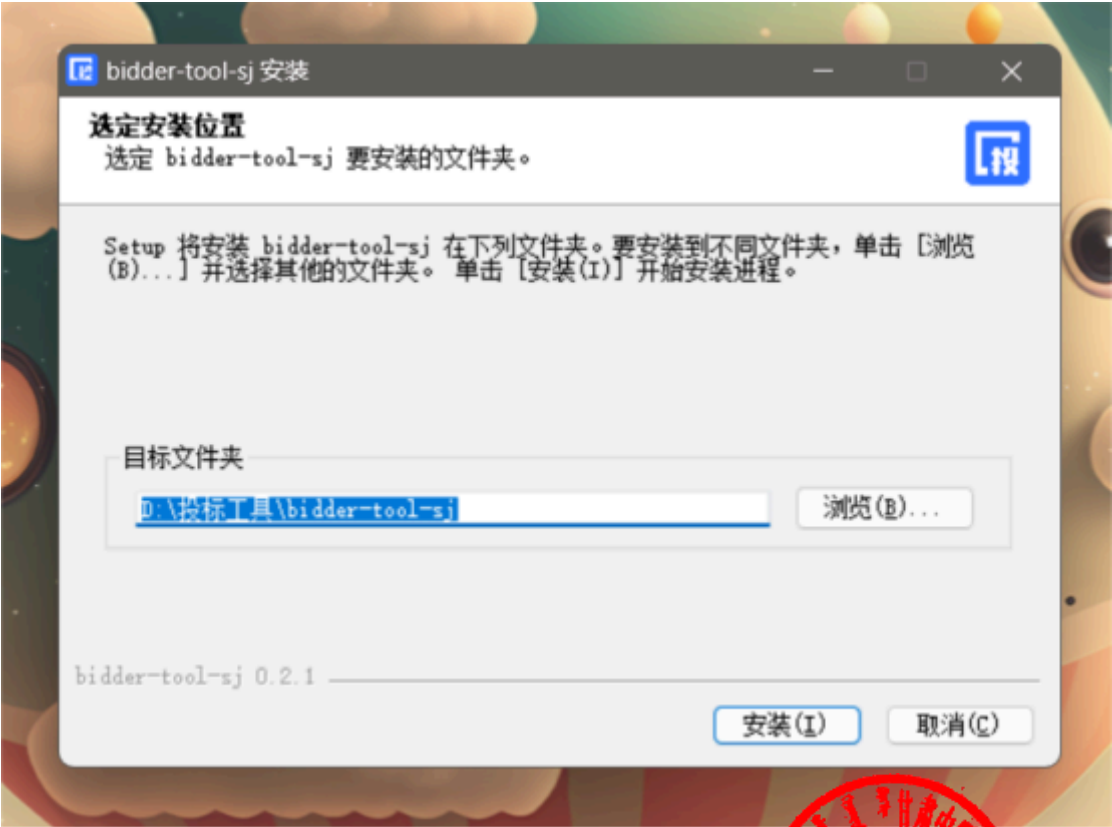 bidder-tool-sj 安装
选定安装位置
选定 bidder-tool-sj 要安装的文件夹。
投
Setup 将安装 bidder-tool-sj 在下列文件夹。要安装到不同文件夹，单击 [浏览
(B)...] 并选择其他的文件夹。 单击 [安装(I)] 开始安装进程。
目标文件夹
D:\投标工具\bidder-tool-sj
浏览(B)...
bidder-tool-sj 0.2.1
安装(I)
取消(C)